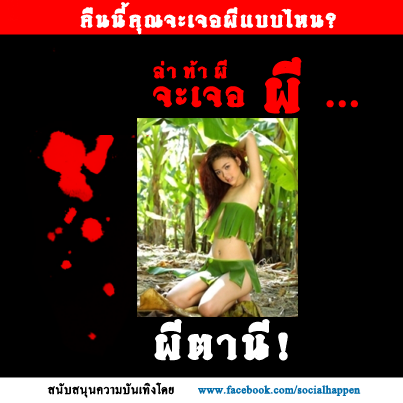 คืนนี้คุณจะเจอผีแบบไหน?
ล่า ท้า ผี
จะเจอ ผี ...
ผีตานี!
สนับสนุนความบันเทิงโดย www.facebook.com/socialhappen